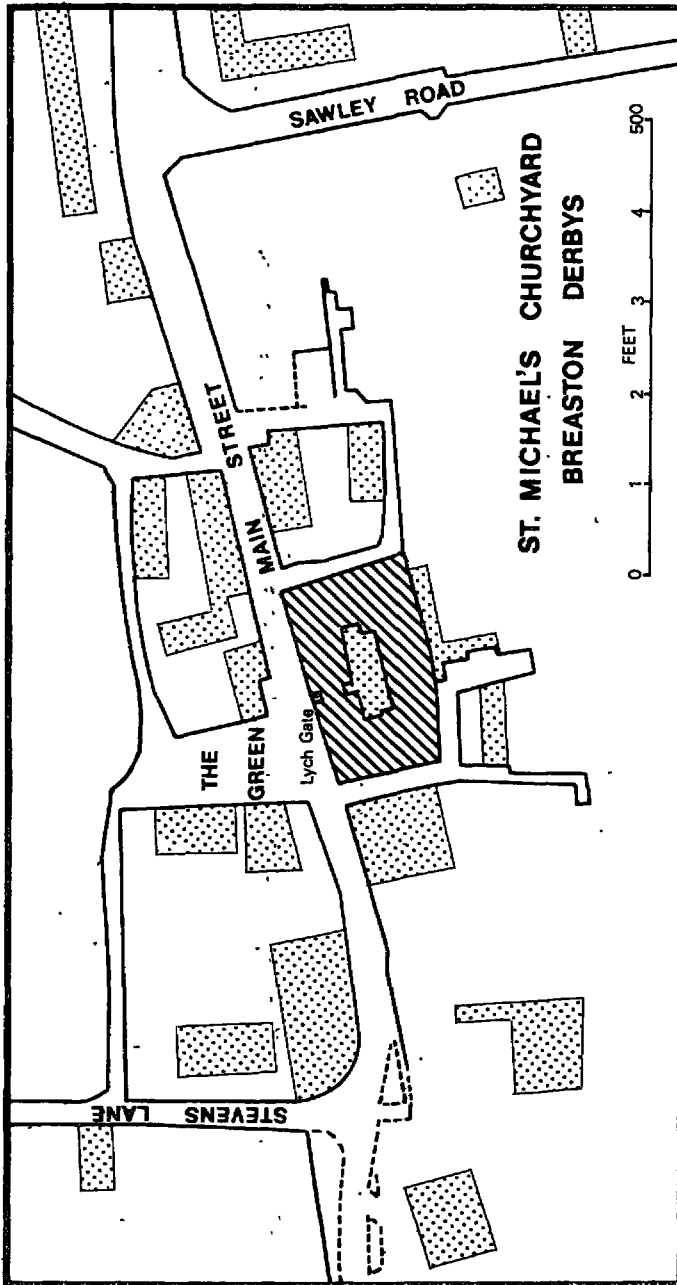 SAWLEY ROAD
MAIN STREET
THE
GREEN
Lych Gate
STEVENS LANE
ST. MICHAEL'S CHURCHYARD
BREASTON DERBYS
0 1 2 3 4 500
FEET